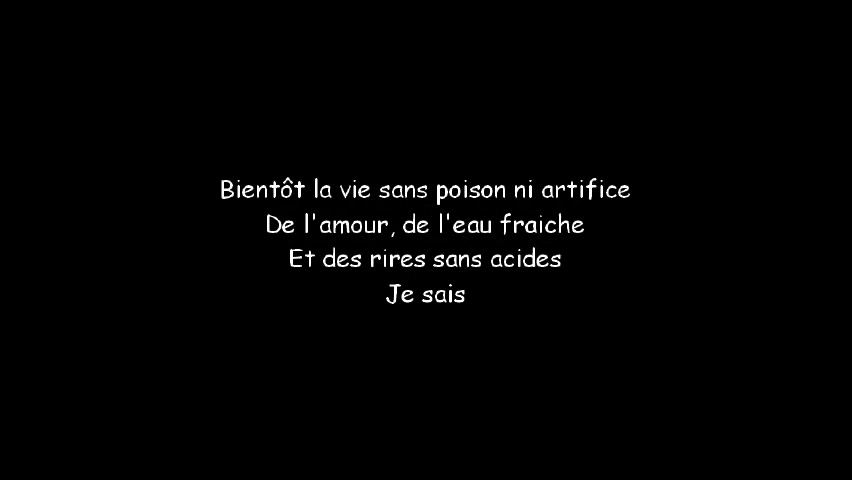 Bientôt la vie sans poison ni artifice
De l'amour, de l'eau fraiche
Et des rires sans acides
Je sais